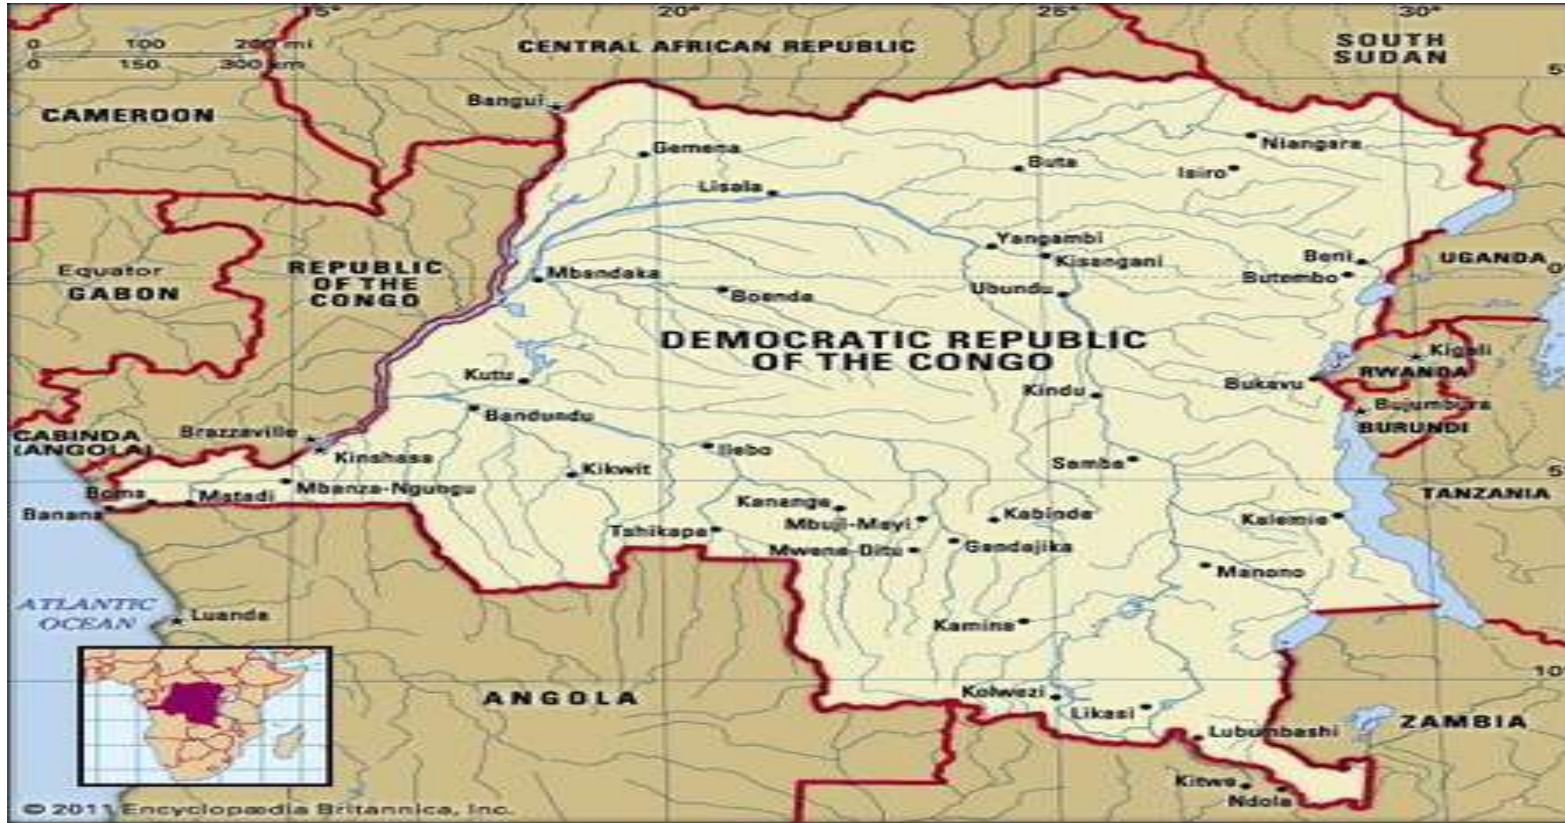 15°
20°
25°
30°
0 100 200 mi
0 150 300 km
CENTRAL AFRICAN REPUBLIC
SOUTH
SUDAN
5°
CAMEROON
Bangui
Gemena
Lisala
Buta
Isiro
Niangara
Yangambi
Kisangani
Beni
Butembo
UGANDA
0°
Equator
GABON
REPUBLIC
OF THE
CONGO
Mbandaka
Boende
Ubundu
DEMOCRATIC REPUBLIC
OF THE CONGO
Kigali
RWANDA
Kutu
Bandundu
Kindu
Bukavu
Bujumbura
BURUNDI
CABINDA
(ANGOLA)
Brazzaville
Kinshasa
Ilebo
Kikwit
Samba
5°
Boma
Matadi
Mbanza-Ngungu
Banana
Kananga
Mbuji-Mayi
Kabinda
Kalemie
TANZANIA
Tshikapa
Mwene-Ditu
Gandajika
Manono
ATLANTIC
OCEAN
Luanda
Kamina
ANGOLA
Kolwezi
Likasi
10°
ZAMBIA
Lubumbashi
Kitwe
Ndola
© 2011 Encyclopædia Britannica, Inc.